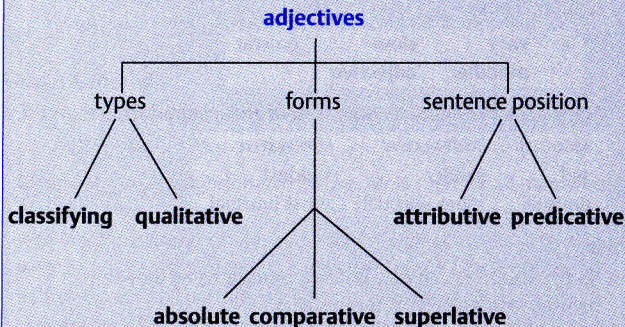 adjectives
types forms sentence position
classifying qualitative attributive predicative
absolute comparative superlative